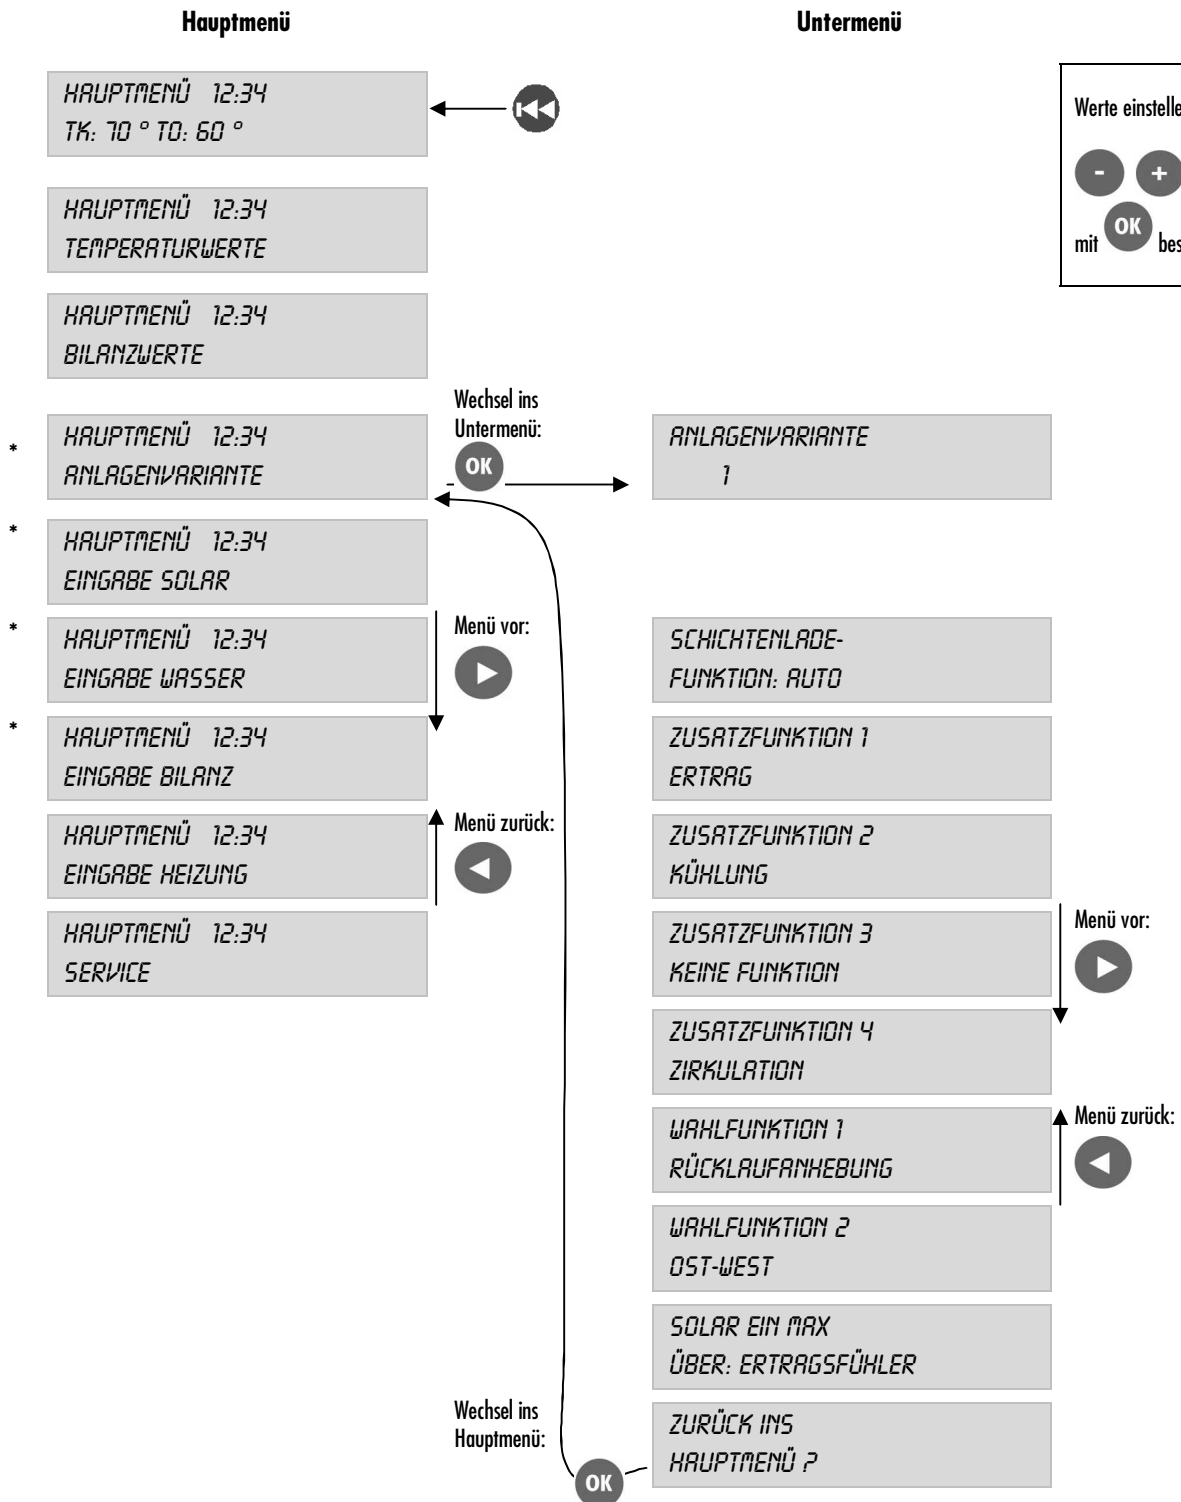 Hauptmenü
Untermenü
HAUPTMENÜ 12:34
TK: 70 ° TO: 60 °
Werte einstelle
- +
mit OK bes
HAUPTMENÜ 12:34
TEMPERATURWERTE
HAUPTMENÜ 12:34
BILANZWERTE
*
HAUPTMENÜ 12:34
ANLAGENVARIANTE
Wechsel ins
Untermenü:
OK
ANLAGENVARIANTE
1
*
HAUPTMENÜ 12:34
EINGABE SOLAR
*
HAUPTMENÜ 12:34
EINGABE WASSER
Menü vor:
*
HAUPTMENÜ 12:34
EINGABE BILANZ
HAUPTMENÜ 12:34
EINGABE HEIZUNG
Menü zurück:
HAUPTMENÜ 12:34
SERVICE
SCHICHTENLADE-
FUNKTION: AUTO
ZUSATZFUNKTION 1
ERTRAG
ZUSATZFUNKTION 2
KÜHLUNG
ZUSATZFUNKTION 3
KEINE FUNKTION
Menü vor:
ZUSATZFUNKTION 4
ZIRKULATION
WAHLFUNKTION 1
RÜCKLAUFANHEBUNG
Menü zurück:
WAHLFUNKTION 2
OST-WEST
SOLAR EIN MAX
ÜBER: ERTRAGSFÜHLER
Wechsel ins
Hauptmenü:
OK
ZURÜCK INS
HAUPTMENÜ ?